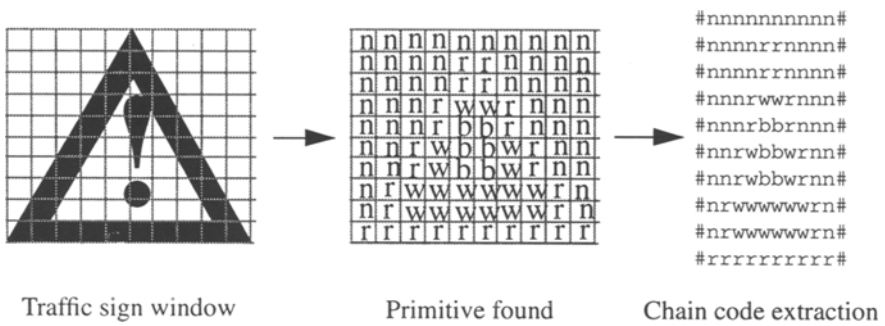 n n n n n n n n n n
n n n n r r n n n n
n n n n r r n n n n
n n n r w w r n n n
n n n r b b r n n n
n n r w b b w r n n
n n r w b b w r n n
n r w w w w w w r n
n r w w w w w w r n
r r r r r r r r r r
#nnnnnnnnnn#
#nnnnrrnnnn#
#nnnnrrnnnn#
#nnnrwwrnnn#
#nnnrbbrnnn#
#nnrwbbwrnn#
#nnrwbbwrnn#
#nrwwwwwwrn#
#nrwwwwwwrn#
#rrrrrrrrrr#
Traffic sign window
Primitive found
Chain code extraction